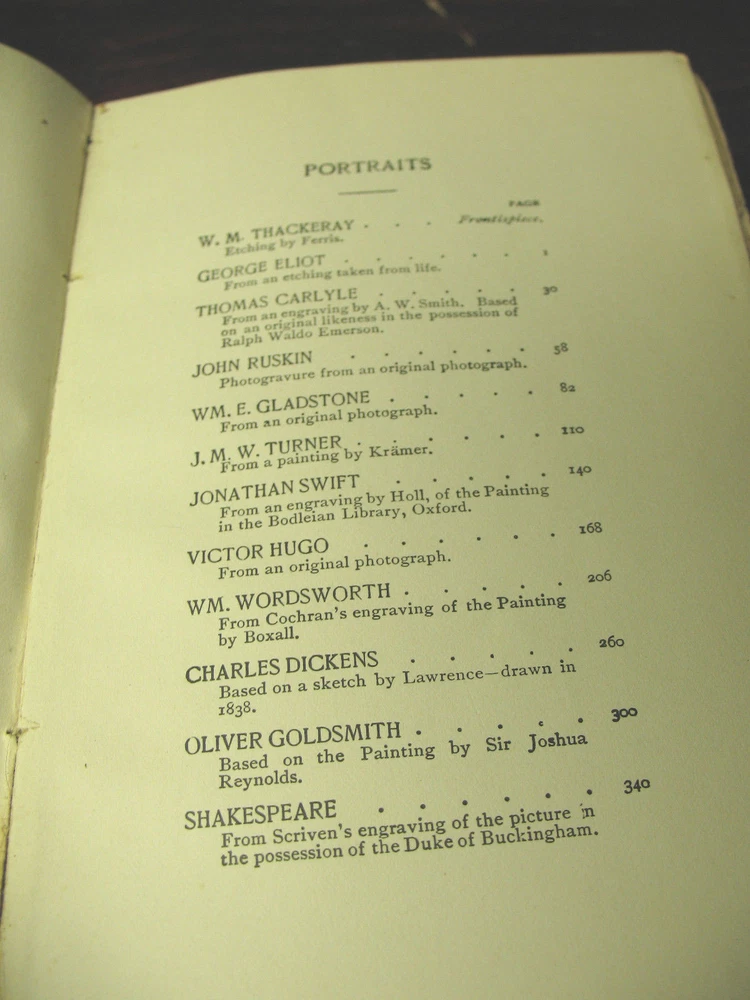 PORTRAITS
PAGE
W. M. THACKERAY . . . Frontispiece.
Etching by Ferris.
GEORGE ELIOT . . . . . . 1
From an etching taken from life.
THOMAS CARLYLE . . . . . 30
From an engraving by A. W. Smith. Based
on an original likeness in the possession of
Ralph Waldo Emerson.
JOHN RUSKIN . . . . . 58
Photogravure from an original photograph.
WM. E. GLADSTONE . . . . . 82
From an original photograph.
J. M. W. TURNER . . . . . . 110
From a painting by Krämer.
JONATHAN SWIFT . . . . . 140
From an engraving by Holl, of the Painting
in the Bodleian Library, Oxford.
VICTOR HUGO . . . . . . 168
From an original photograph.
WM. WORDSWORTH . . . . . 206
From Cochran's engraving of the Painting
by Boxall.
CHARLES DICKENS . . . . . 260
Based on a sketch by Lawrence—drawn in
1838.
OLIVER GOLDSMITH . . . . . 300
Based on the Painting by Sir Joshua
Reynolds.
SHAKESPEARE . . . . . . 340
From Scriven's engraving of the picture in
the possession of the Duke of Buckingham.